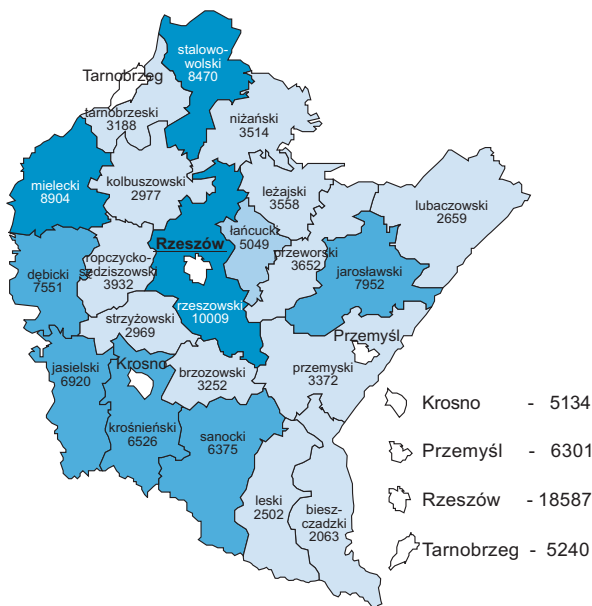 stalowo-
wolski
8470
Tarnobrzeg
tarnobrzeski
3188
niżański
3514
mielecki
8904
kolbuszowski
2977
leżajski
3558
lubaczowski
2659
łańcucki
5049
Rzeszów
przeworski
3652
jarosławski
7952
dębicki
7551
ropczycko-
sędziszowski
3932
rzeszowski
10009
strzyżowski
2969
Przemyśl
jasielski
6920
Krosno
brzozowski
3252
przemyski
3372
krośnieński
6526
sanocki
6375
leski
2502
biesz-
czadzki
2063
Krosno - 5134
Przemyśl - 6301
Rzeszów - 18587
Tarnobrzeg - 5240